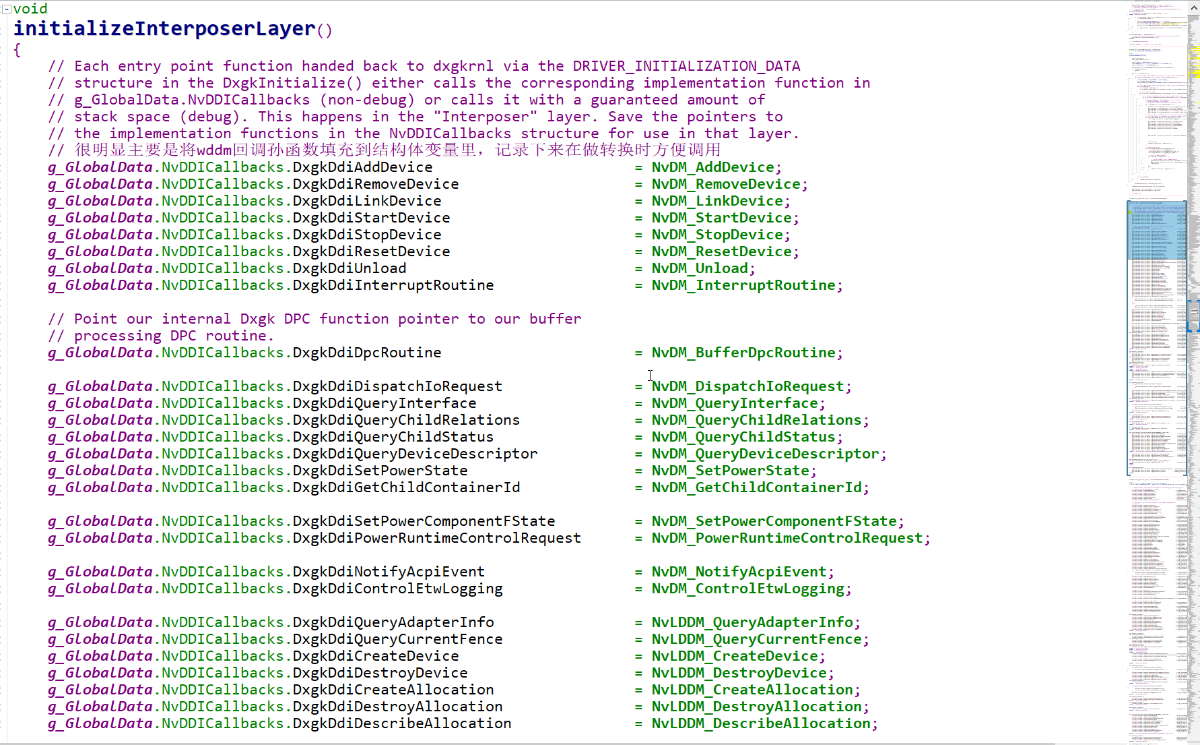 void
initializeInterposerLayer()
{
// Each entry point function handed back to Dxgkrnl via the DRIVER_INITIALIZATION_DATA
// structure in the DxgkInitialize() either calls the corresponding implementation function in
// g_GlobalData.NvDDICallbacks (non-debug) or calls it with a guaranteed amount of
// stack space (debug). This happens in the "Interposer" layer. Save the pointers to
// the implementation functions in the NvDDICallbacks structure for use in that layer.
// 很明显主要是将wddm回调孙函数填充到结构体变量里，记录下来在做转换时方便调用
g_GlobalData.NvDDICallbacks.DxgkDdiAddDevice = NvDM_AddDevice;
g_GlobalData.NvDDICallbacks.DxgkDdiRemoveDevice = NvDM_RemoveDevice;
g_GlobalData.NvDDICallbacks.DxgkDdiLinkDevice = NvDM_LinkDevice;
g_GlobalData.NvDDICallbacks.DxgkDdiStartDevice = NvDM_StartDevice;
g_GlobalData.NvDDICallbacks.DxgkDdiStopDevice = NvDM_StopDevice;
g_GlobalData.NvDDICallbacks.DxgkDdiResetDevice = NvDM_ResetDevice;
g_GlobalData.NvDDICallbacks.DxgkDdiUnload = NvDM_Unload;
g_GlobalData.NvDDICallbacks.DxgkDdiInterruptRoutine = NvDM_InterruptRoutine;
// Point our internal Dxgk DPC function pointer to our buffer
// processing DPC routine.
g_GlobalData.NvDDICallbacks.DxgkDdiDpcRoutine = NvDM_BufferDpcRoutine;
g_GlobalData.NvDDICallbacks.DxgkDdiDispatchIoRequest = NvDM_DispatchIoRequest;
g_GlobalData.NvDDICallbacks.DxgkDdiQueryInterface = NvDM_QueryInterface;
g_GlobalData.NvDDICallbacks.DxgkDdiQueryChildRelations = NvDM_QueryChildRelations;
g_GlobalData.NvDDICallbacks.DxgkDdiQueryChildStatus = NvDM_QueryChildStatus;
g_GlobalData.NvDDICallbacks.DxgkDdiQueryDeviceDescriptor = NvDM_QueryDeviceDescriptor;
g_GlobalData.NvDDICallbacks.DxgkDdiSetPowerState = NvDM_SetPowerState;
g_GlobalData.NvDDICallbacks.DxgkDdiGetChildContainerId = NvDM_GetChildContainerId;
g_GlobalData.NvDDICallbacks.DxgkDdiSetPowerComponentFState = NvDM_SetPowerComponentFState;
g_GlobalData.NvDDICallbacks.DxgkDdiPowerRuntimeControlRequest = NvDM_PowerRuntimeControlRequest;
g_GlobalData.NvDDICallbacks.DxgkDdiNotifyAcpiEvent = NvDM_NotifyAcpiEvent;
g_GlobalData.NvDDICallbacks.DxgkDdiControlEtwLogging = NvDM_ControlEtwLogging;
g_GlobalData.NvDDICallbacks.DxgkDdiQueryAdapterInfo = NvLDDM_QueryAdapterInfo;
g_GlobalData.NvDDICallbacks.DxgkDdiQueryCurrentFence = NvLDDM_QueryCurrentFence;
g_GlobalData.NvDDICallbacks.DxgkDdiCreateDevice = NvLDDM_CreateDevice;
g_GlobalData.NvDDICallbacks.DxgkDdiDestroyDevice = NvLDDM_DestroyDevice;
g_GlobalData.NvDDICallbacks.DxgkDdiCreateAllocation = NvLDDM_CreateAllocation;
g_GlobalData.NvDDICallbacks.DxgkDdiDestroyAllocation = NvLDDM_DestroyAllocation;
g_GlobalData.NvDDICallbacks.DxgkDdiDescribeAllocation = NvLDDM_DescribeAllocation;